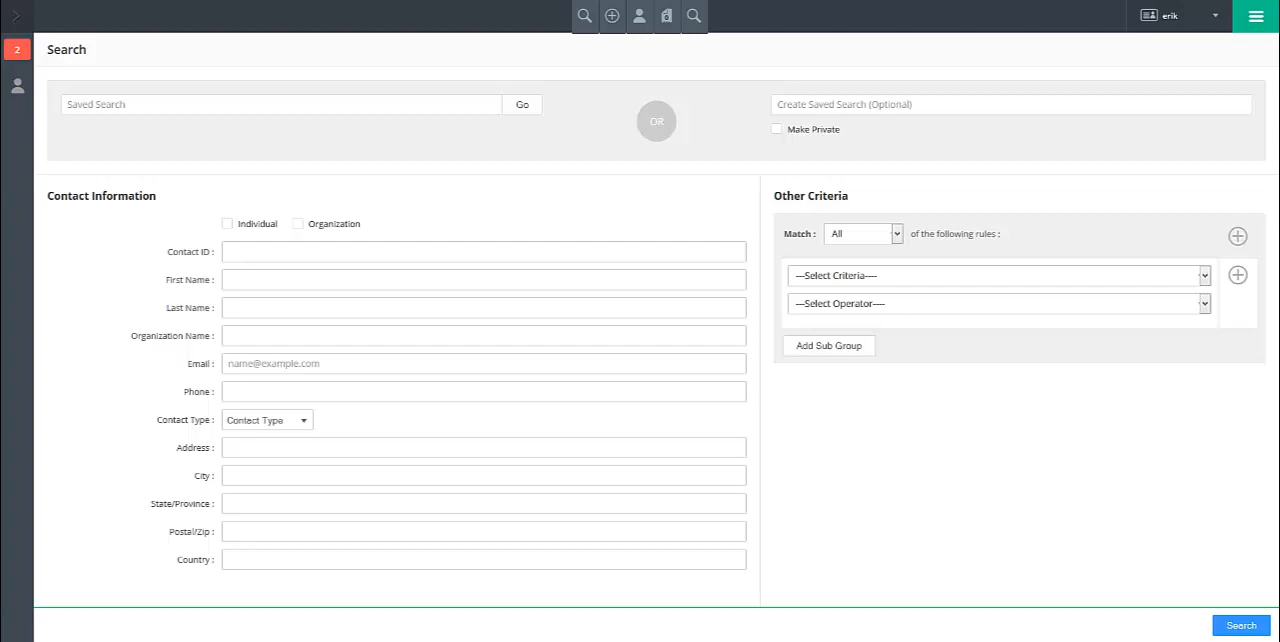 erik
2
Search
Saved Search
Go
OR
Create Saved Search (Optional)
Make Private
Contact Information
Individual
Organization
Contact ID :
First Name :
Last Name :
Organization Name :
Email :
name@example.com
Phone :
Contact Type :
Contact Type
Address :
City :
State/Province :
Postal/Zip :
Country :
Other Criteria
Match :
All
of the following rules :
---Select Criteria----
---Select Operator----
Add Sub Group
Search